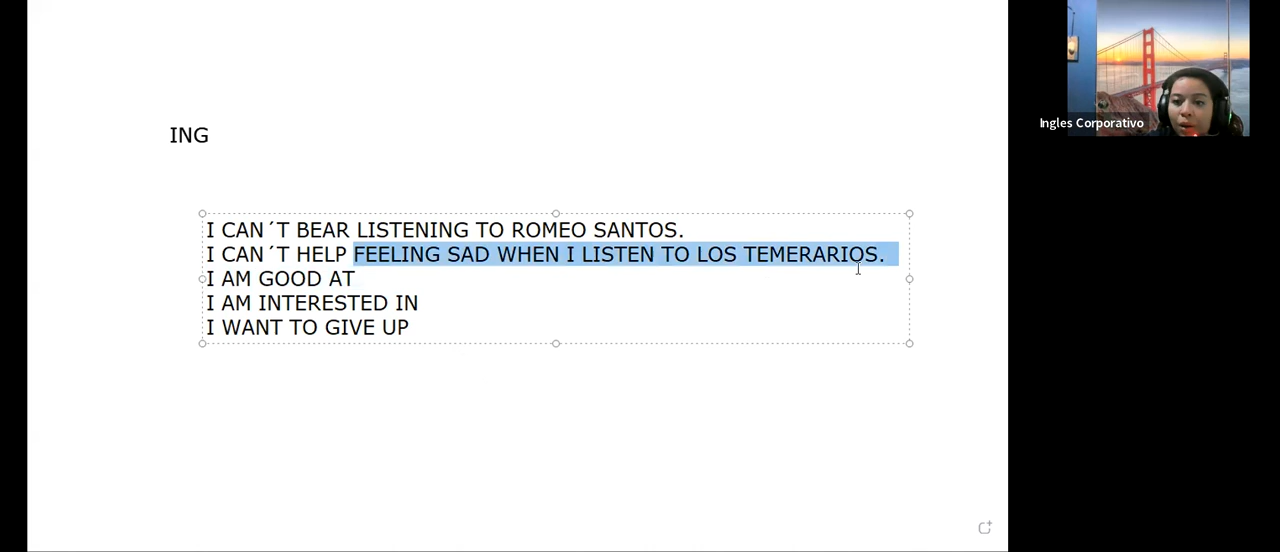 ING
I CAN´T BEAR LISTENING TO ROMEO SANTOS.
I CAN´T HELP FEELING SAD WHEN I LISTEN TO LOS TEMERARIOS.
I AM GOOD AT
I AM INTERESTED IN
I WANT TO GIVE UP
Ingles Corporativo